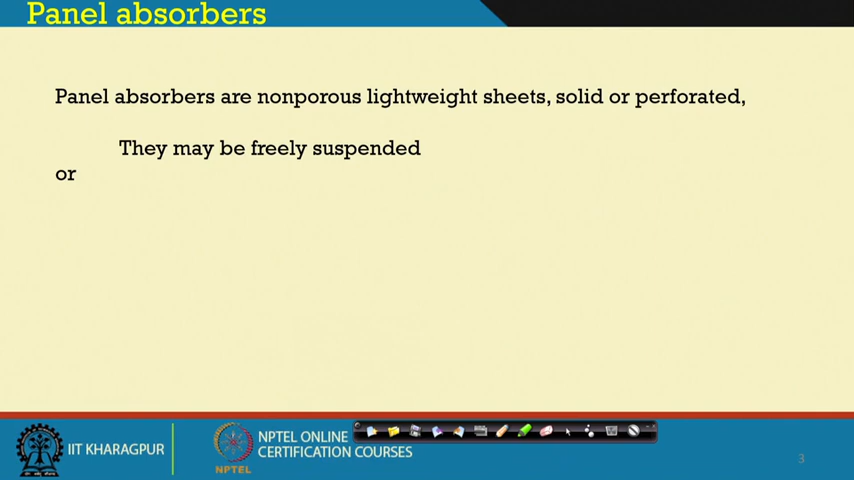 Panel absorbers
Panel absorbers are nonporous lightweight sheets, solid or perforated,
They may be freely suspended
or
IIT KHARAGPUR
NPTEL
NPTEL ONLINE
CERTIFICATION COURSES
3